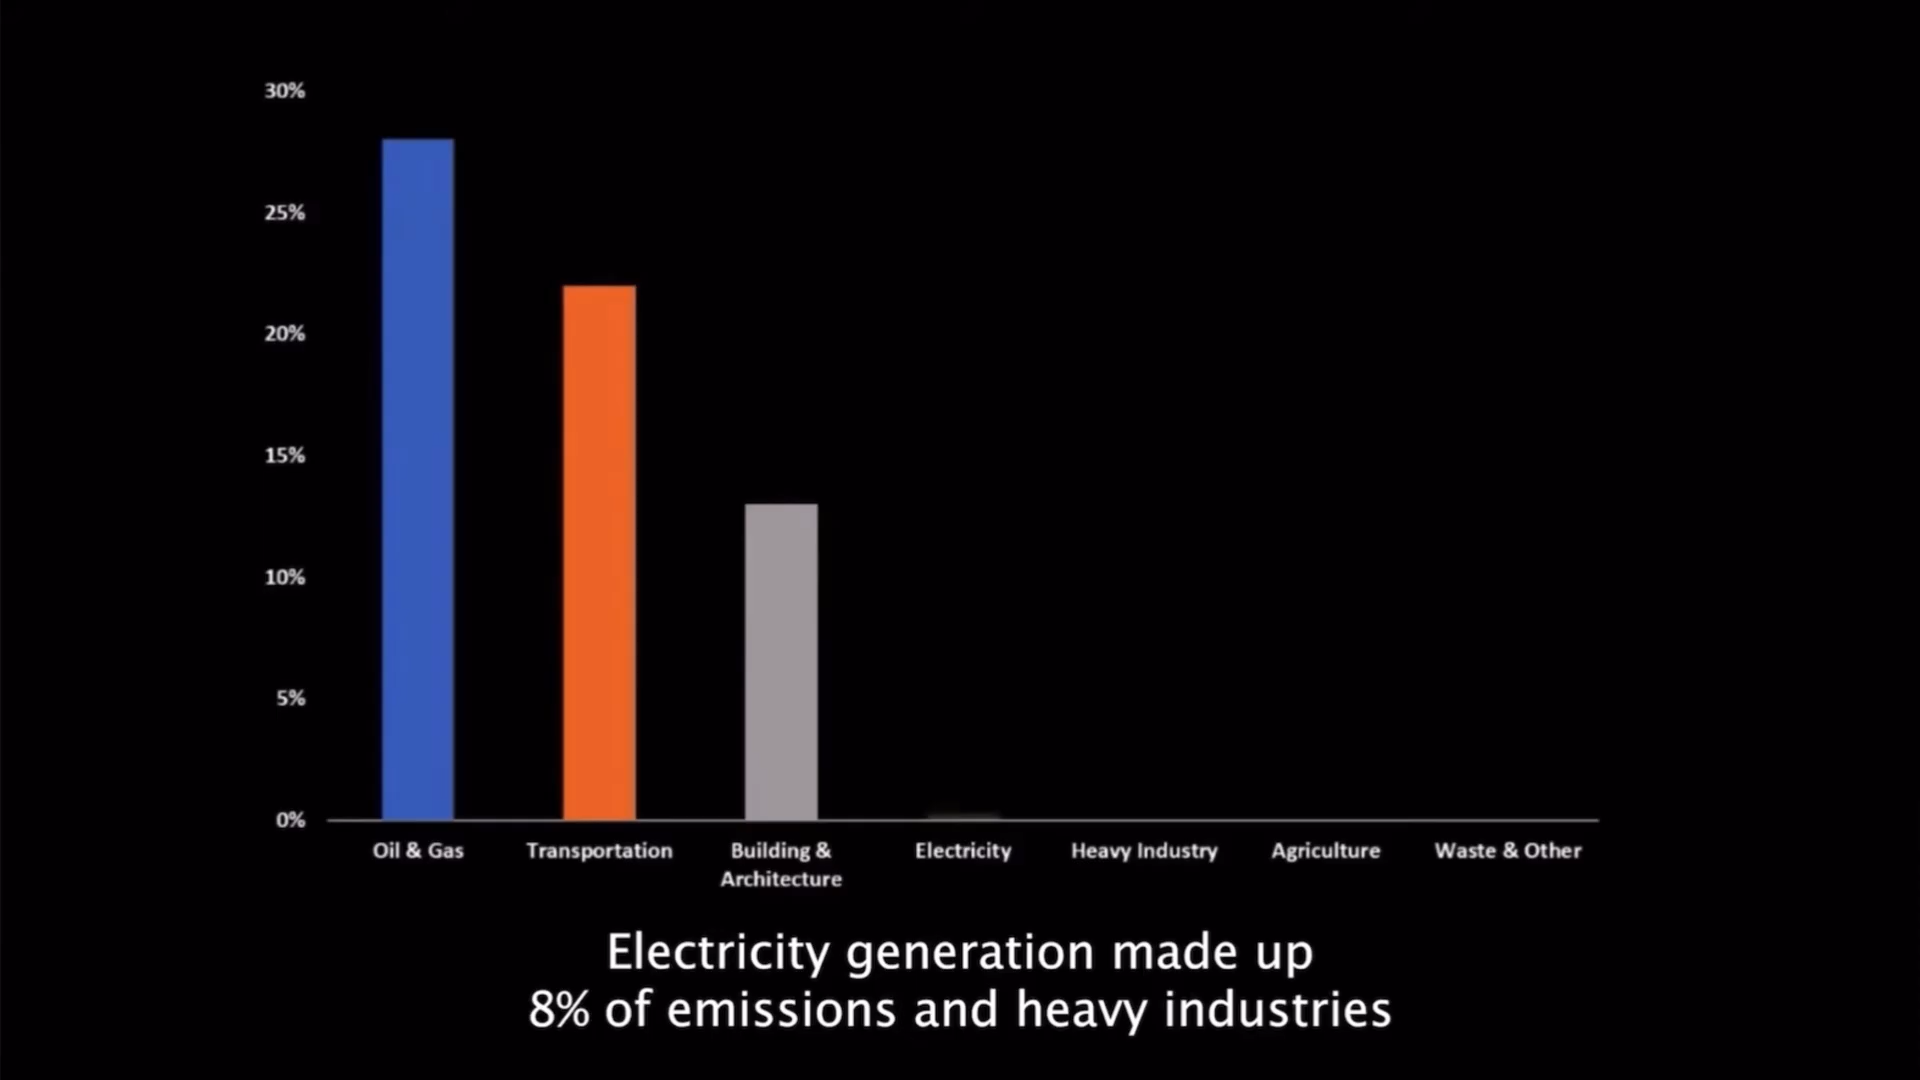 30%
25%
20%
15%
10%
5%
0%
Oil & Gas
Transportation
Building &
Architecture
Electricity
Heavy Industry
Agriculture
Waste & Other
Electricity generation made up
8% of emissions and heavy industries